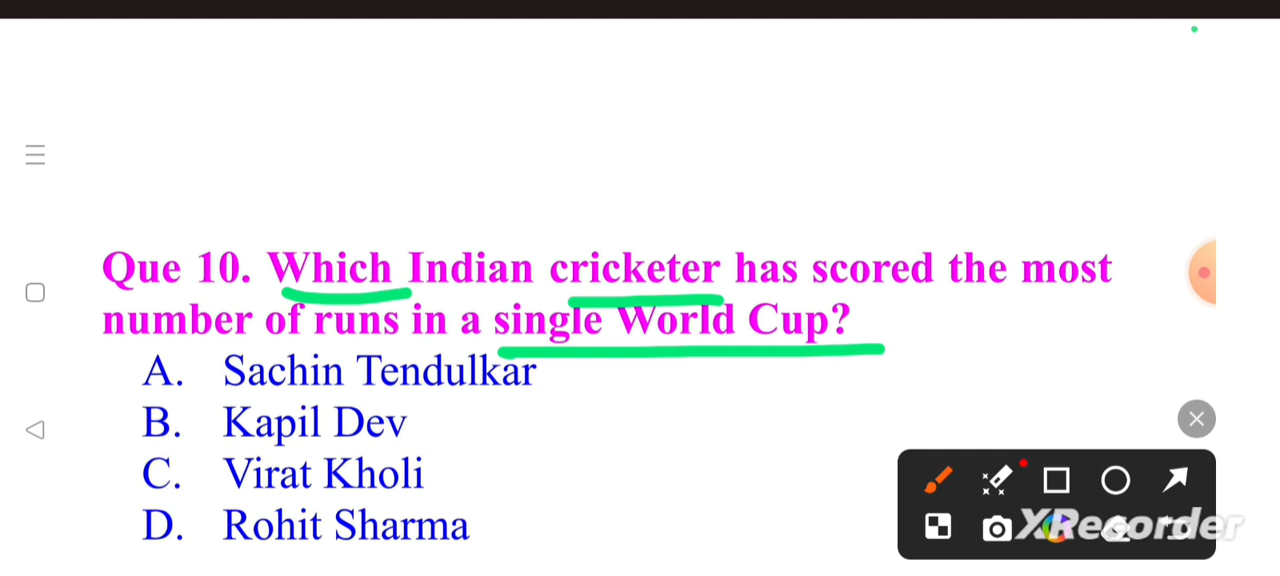 Que 10. Which Indian cricketer has scored the most
number of runs in a single World Cup?
A. Sachin Tendulkar
B. Kapil Dev
C. Virat Kholi
D. Rohit Sharma
XRecorder